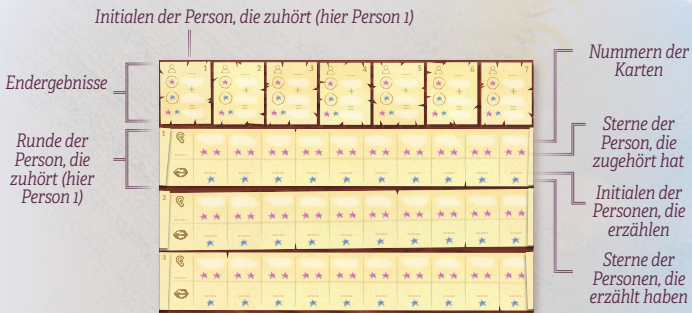 Initialen der Person, die zuhört (hier Person 1)
Endergebnisse
1 2 3 4 5 6 7
Nummern der
Karten
Runde der
Person, die
zuhört (hier
Person 1)
1
Sterne der
Person, die
zugehört hat
2
Initialen der
Personen, die
erzählen
3
Sterne der
Personen, die
erzählt haben